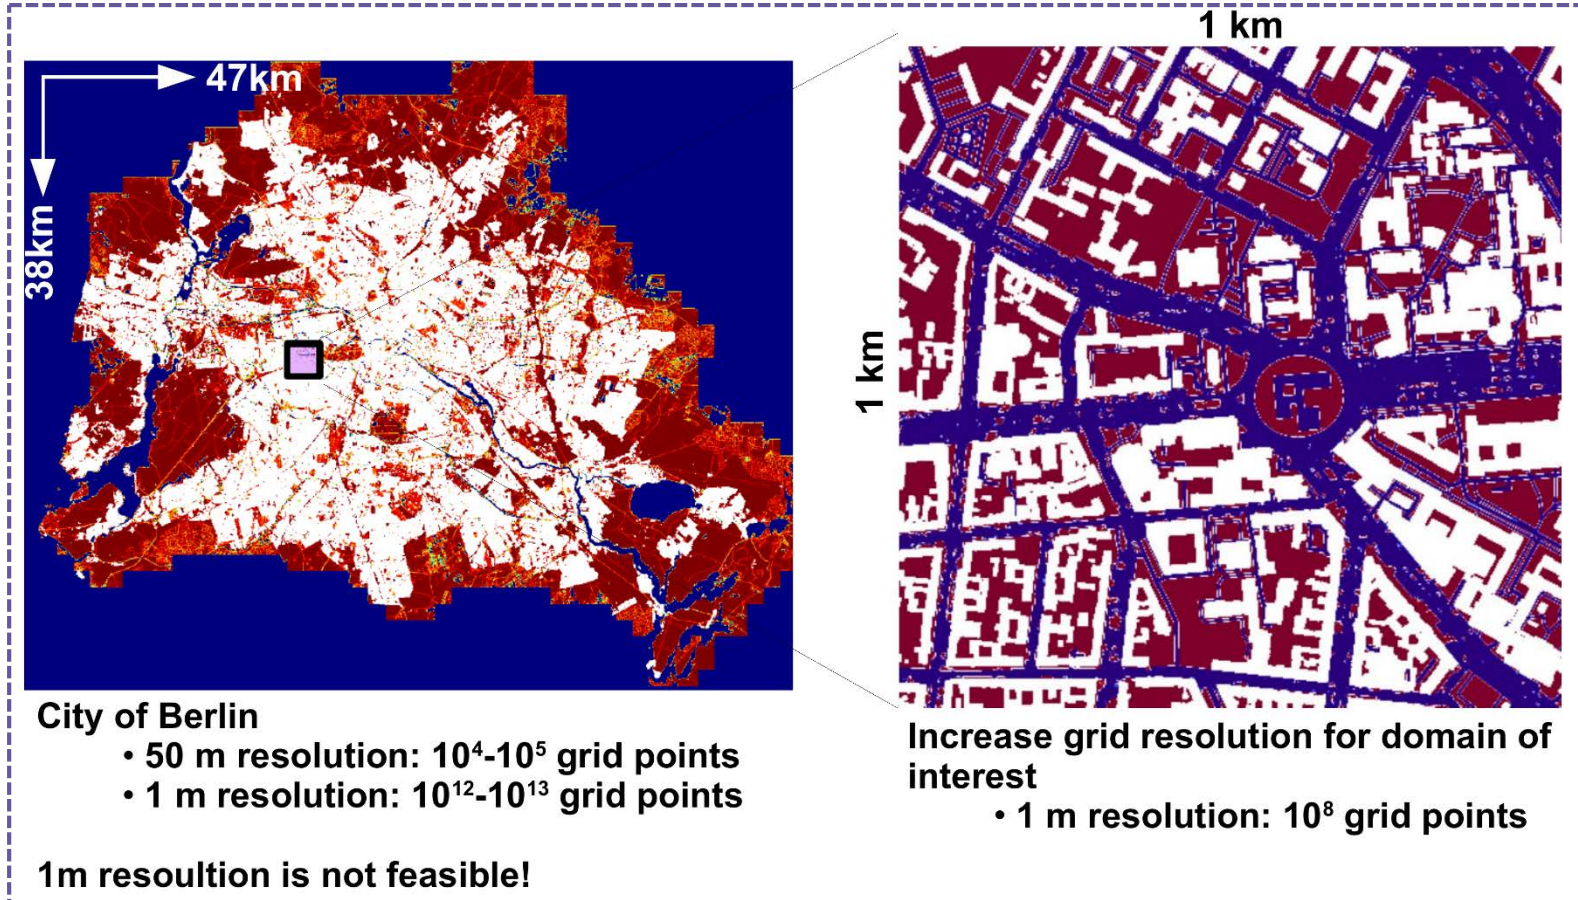 1 km
47km
38km
1 km
City of Berlin
• 50 m resolution: 10⁴-10⁵ grid points
• 1 m resolution: 10¹²-10¹³ grid points
1m resoultion is not feasible!
Increase grid resolution for domain of
interest
• 1 m resolution: 10⁸ grid points